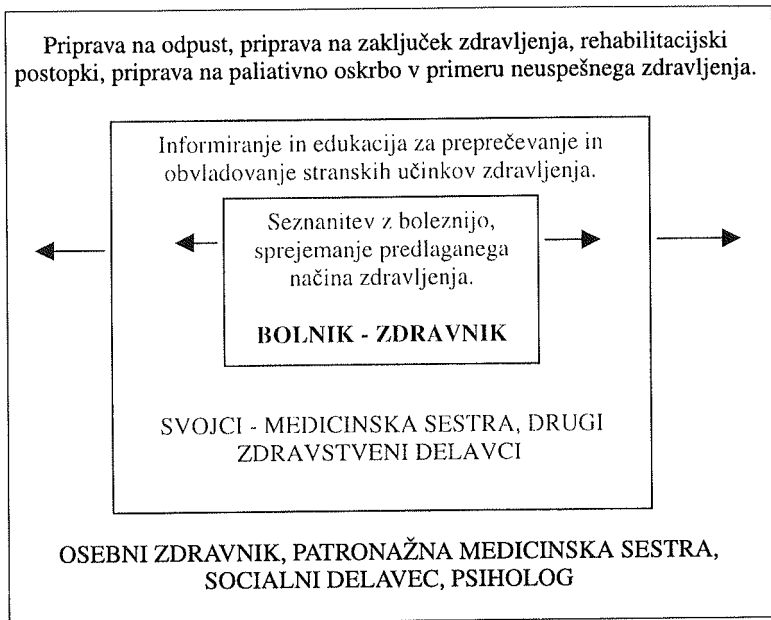 Priprava na odpust, priprava na zaključek zdravljenja, rehabilitacijski
postopki, priprava na paliativno oskrbo v primeru neuspešnega zdravljenja.
Informiranje in edukacija za preprečevanje in
obvladovanje stranskih učinkov zdravljenja.
Seznanitev z boleznijo,
sprejemanje predlaganega
načina zdravljenja.
BOLNIK - ZDRAVNIK
SVOJCI - MEDICINSKA SESTRA, DRUGI
ZDRAVSTVENI DELAVCI
OSEBNI ZDRAVNIK, PATRONAŽNA MEDICINSKA SESTRA,
SOCIALNI DELAVEC, PSIHOLOG